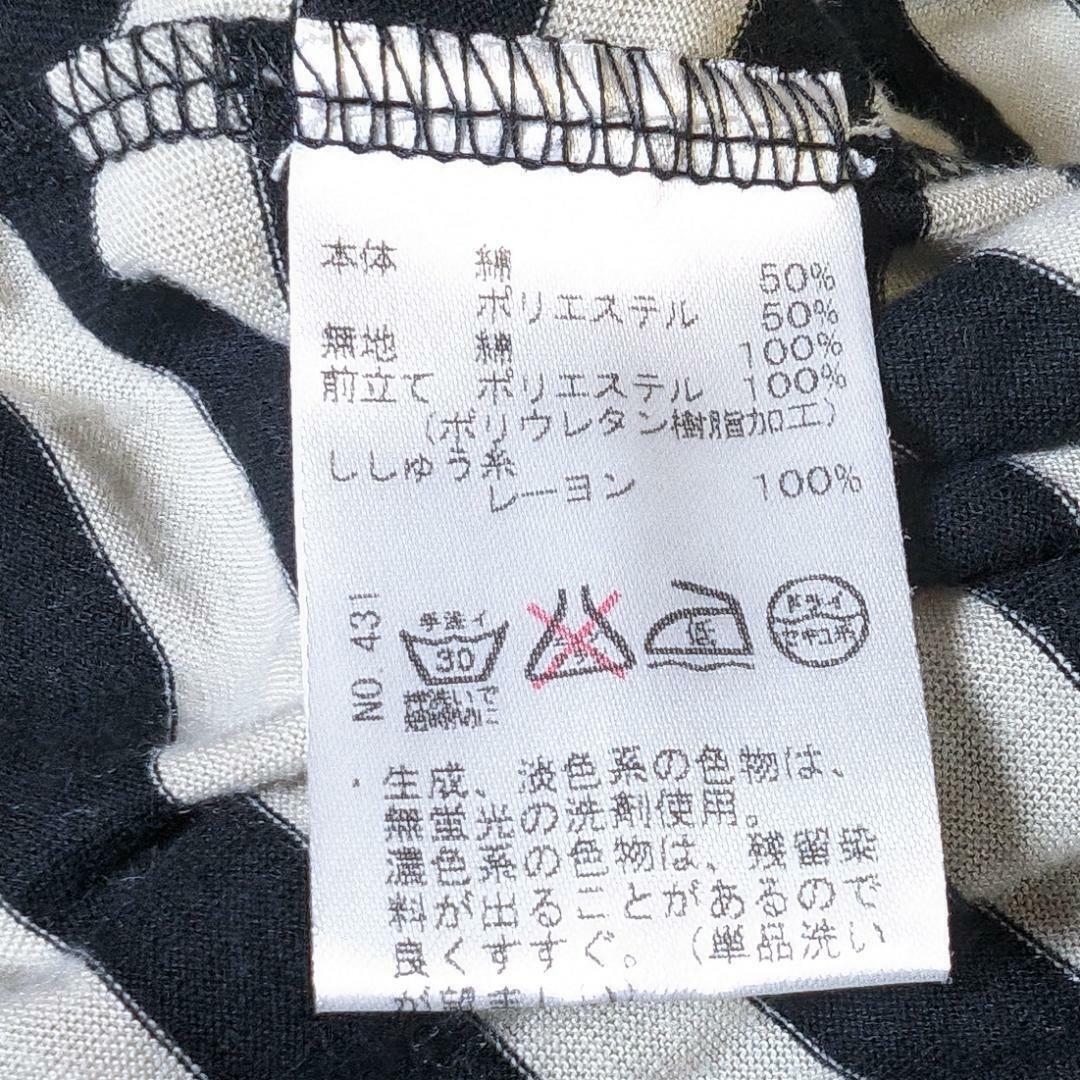 本体 綿 50%
ポリエステル 50%
無地 綿 100%
前立て ポリエステル 100%
(ポリウレタン樹脂加工)
ししゅう糸
レーヨン 100%
NO. 431
手洗イ
30
低
ドライ
セキユ系
・生成、淡色系の色物は、
無蛍光の洗剤使用。
濃色系の色物は、残留染
料が出ることがあるので
良くすすぐ。(単品洗い